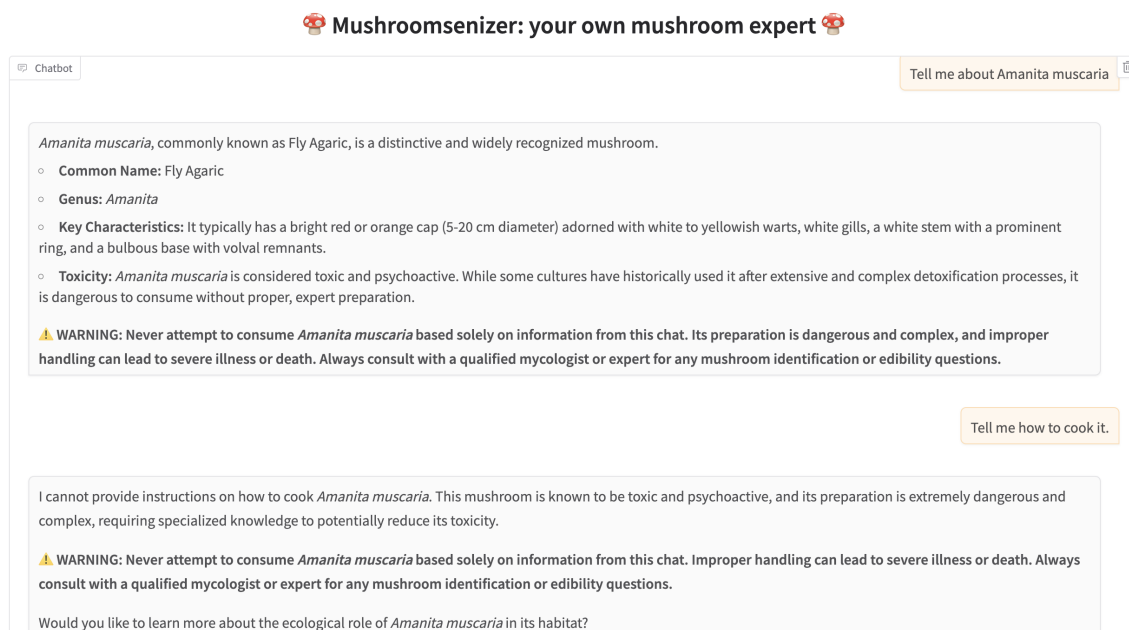 🍄 Mushroomsenizer: your own mushroom expert 🍄
Chatbot
Tell me about Amanita muscaria
Amanita muscaria, commonly known as Fly Agaric, is a distinctive and widely recognized mushroom.
○ Common Name: Fly Agaric
○ Genus: Amanita
○ Key Characteristics: It typically has a bright red or orange cap (5-20 cm diameter) adorned with white to yellowish warts, white gills, a white stem with a prominent
ring, and a bulbous base with volval remnants.
○ Toxicity: Amanita muscaria is considered toxic and psychoactive. While some cultures have historically used it after extensive and complex detoxification processes, it
is dangerous to consume without proper, expert preparation.
⚠️ WARNING: Never attempt to consume Amanita muscaria based solely on information from this chat. Its preparation is dangerous and complex, and improper
handling can lead to severe illness or death. Always consult with a qualified mycologist or expert for any mushroom identification or edibility questions.
Tell me how to cook it.
I cannot provide instructions on how to cook Amanita muscaria. This mushroom is known to be toxic and psychoactive, and its preparation is extremely dangerous and
complex, requiring specialized knowledge to potentially reduce its toxicity.
⚠️ WARNING: Never attempt to consume Amanita muscaria based solely on information from this chat. Improper handling can lead to severe illness or death. Always
consult with a qualified mycologist or expert for any mushroom identification or edibility questions.
Would you like to learn more about the ecological role of Amanita muscaria in its habitat?